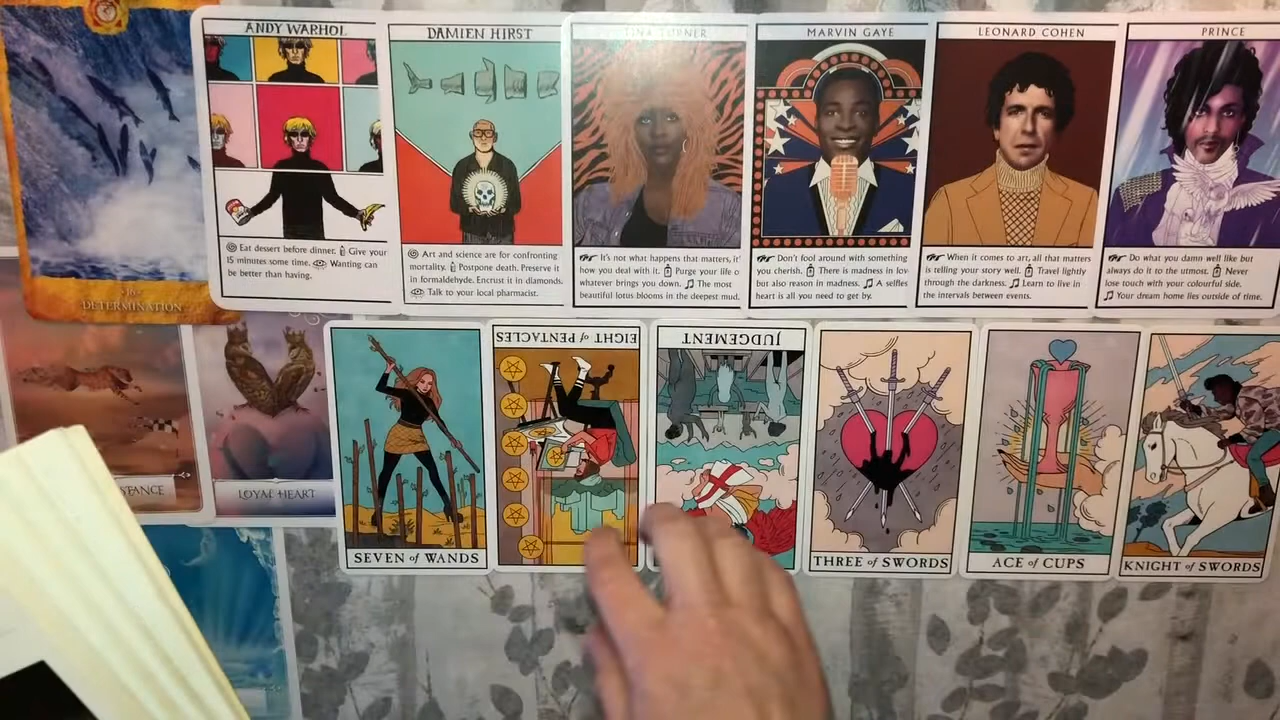 ANDY WARHOL
DAMIEN HIRST
TINA TURNER
MARVIN GAYE
LEONARD COHEN
PRINCE
Eat dessert before dinner. Give your
15 minutes some time. Wanting can
be better than having.
Art and science are for confronting
mortality. Postpone death. Preserve it
in formaldehyde. Encrust it in diamonds.
Talk to your local pharmacist.
It's not what happens that matters, it'
how you deal with it. Purge your life o
whatever brings you down. The most
beautiful lotus blooms in the deepest mud.
Don't fool around with something
you cherish. There is madness in lov
but also reason in madness. A selfles
heart is all you need to get by.
When it comes to art, all that matters
is telling your story well. Travel lightly
through the darkness. Learn to live in
the intervals between events.
Do what you damn well like but
always do it to the utmost. Never
lose touch with your colourful side.
Your dream home lies outside of time.
DETERMINATION
LOYAL HEART
SEVEN of WANDS
EIGHT of PENTACLES
JUDGEMENT
THREE of SWORDS
ACE of CUPS
KNIGHT of SWORDS